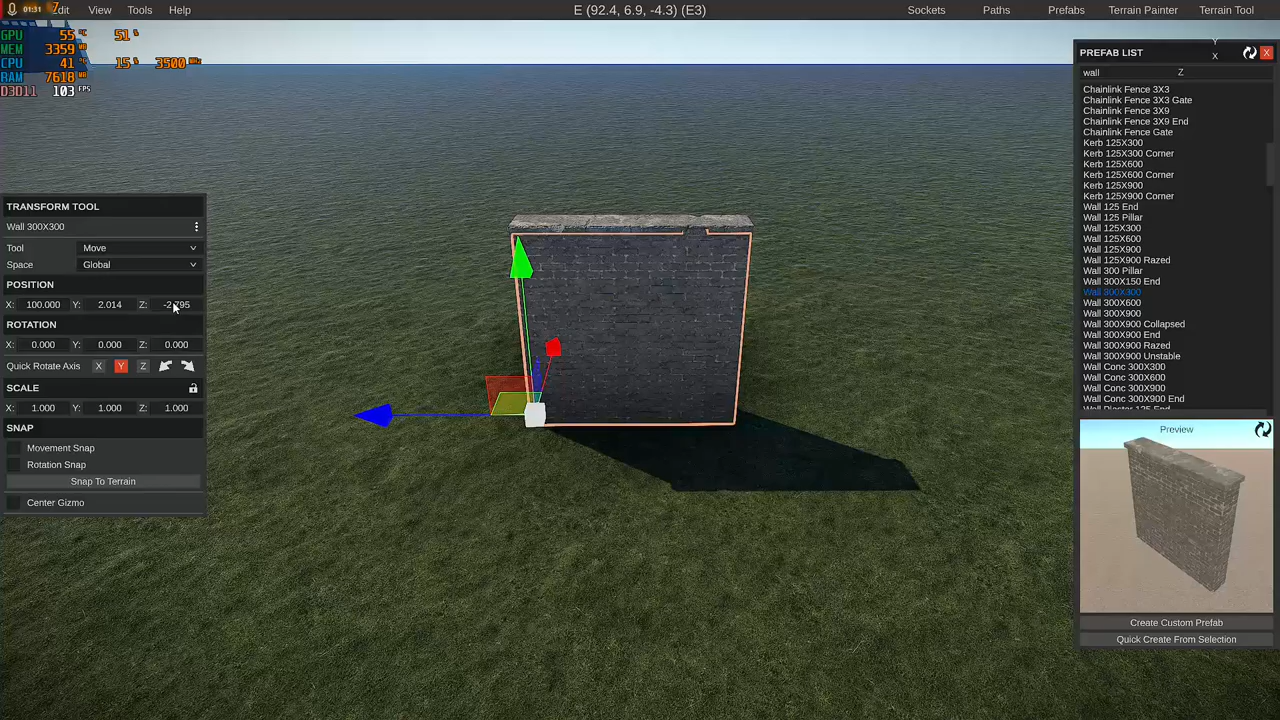 01:31
Edit View Tools Help
E (92.4, 6.9, -4.3) (E3)
Sockets Paths Prefabs Terrain Painter Terrain Tool
GPU 55 °C 51 %
MEM 3359 MB
CPU 41 °C 15 % 3500 MHz
RAM 7618 MB
D3D11 103 FPS
TRANSFORM TOOL
Wall 300X300
Tool Move
Space Global
POSITION
X: 100.000 Y: 2.014 Z:
ROTATION
X: 0.000 Y: 0.000 Z: 0.000
Quick Rotate Axis X Y Z
SCALE
X: 1.000 Y: 1.000 Z: 1.000
SNAP
Movement Snap
Rotation Snap
Snap To Terrain
Center Gizmo
Y
X
Z
PREFAB LIST X
wall
Chainlink Fence 3X3
Chainlink Fence 3X3 Gate
Chainlink Fence 3X9
Chainlink Fence 3X9 End
Chainlink Fence Gate
Kerb 125X300
Kerb 125X300 Corner
Kerb 125X600
Kerb 125X600 Corner
Kerb 125X900
Kerb 125X900 Corner
Wall 125 End
Wall 125 Pillar
Wall 125X300
Wall 125X600
Wall 125X900
Wall 125X900 Razed
Wall 300 Pillar
Wall 300X150 End
Wall 300X300
Wall 300X600
Wall 300X900
Wall 300X900 Collapsed
Wall 300X900 End
Wall 300X900 Razed
Wall 300X900 Unstable
Wall Conc 300X300
Wall Conc 300X600
Wall Conc 300X900
Wall Conc 300X900 End
Wall Plaster 125 End
Preview
Create Custom Prefab
Quick Create From Selection